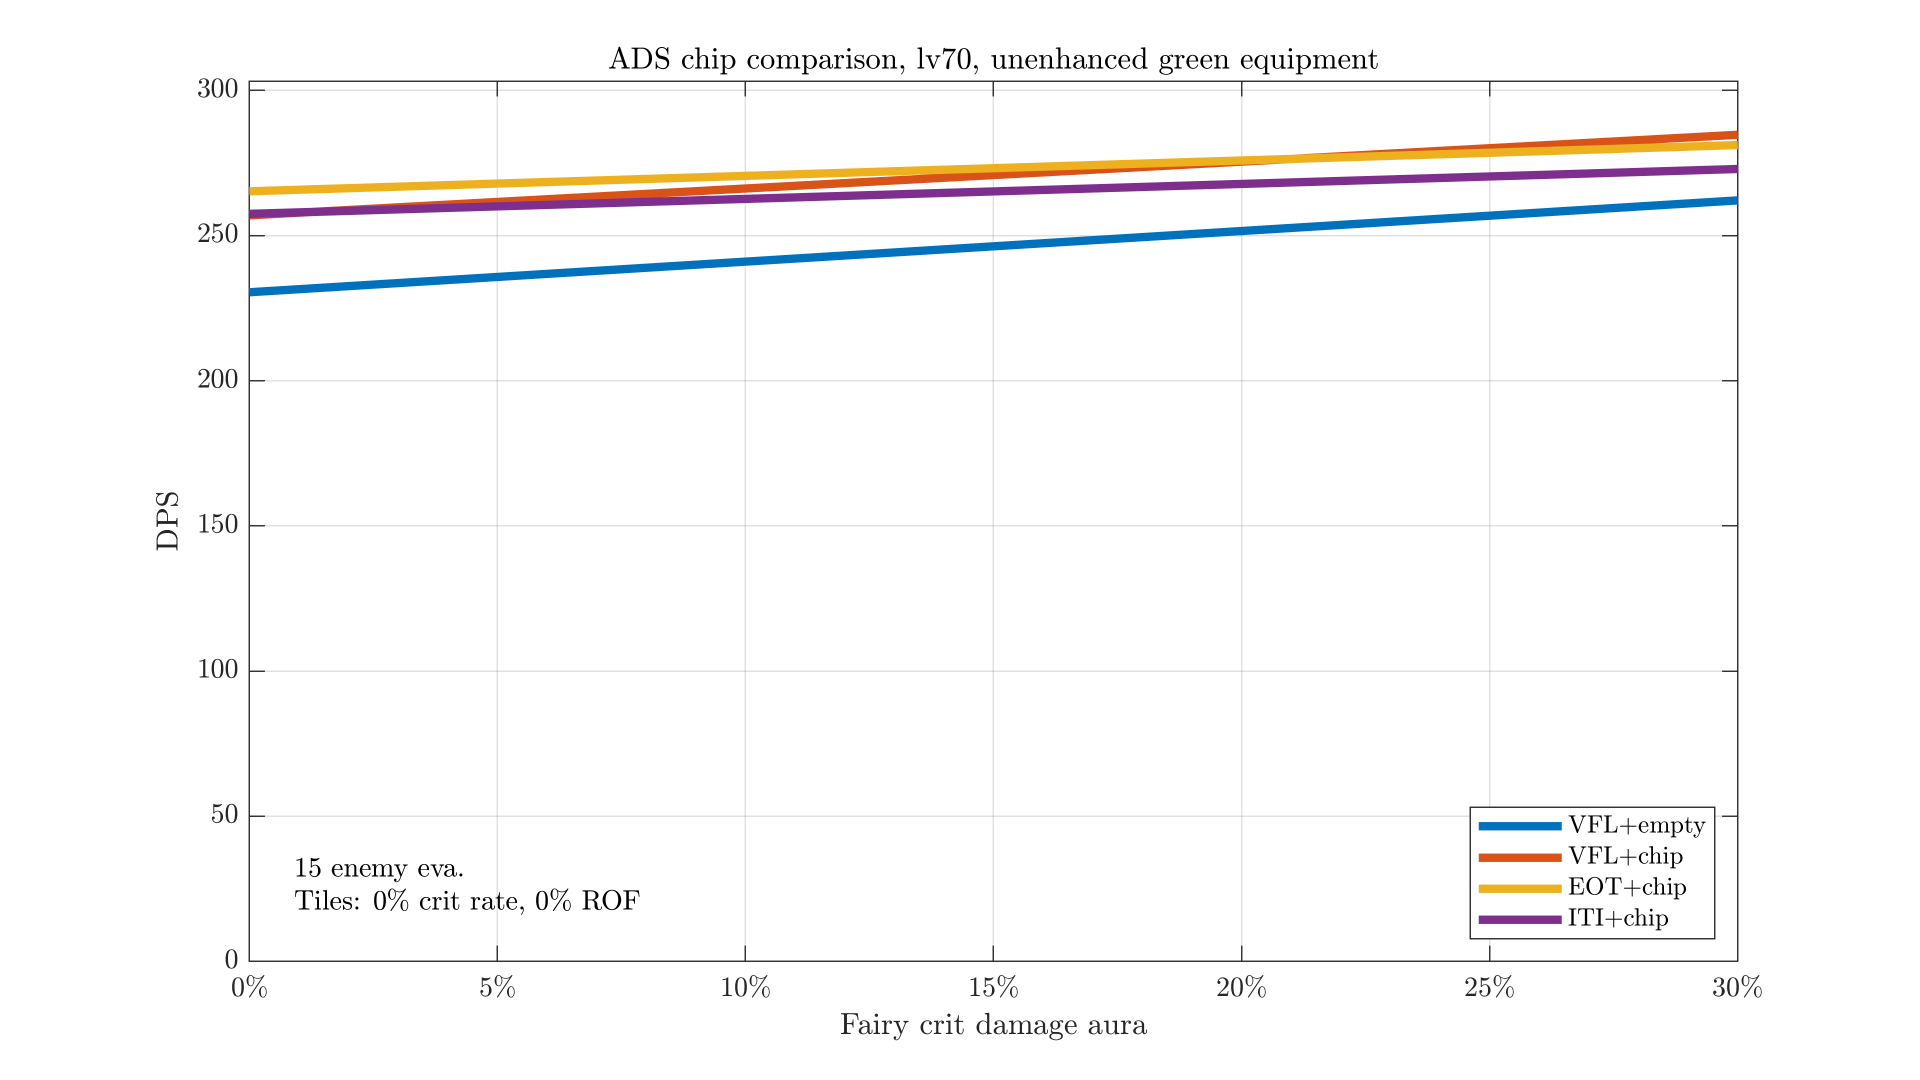 ADS chip comparison, lv70, unenhanced green equipment
300
250
200
150
100
50
0
DPS
15 enemy eva.
Tiles: 0% crit rate, 0% ROF
VFL+empty
VFL+chip
EOT+chip
ITI+chip
0% 5% 10% 15% 20% 25% 30%
Fairy crit damage aura